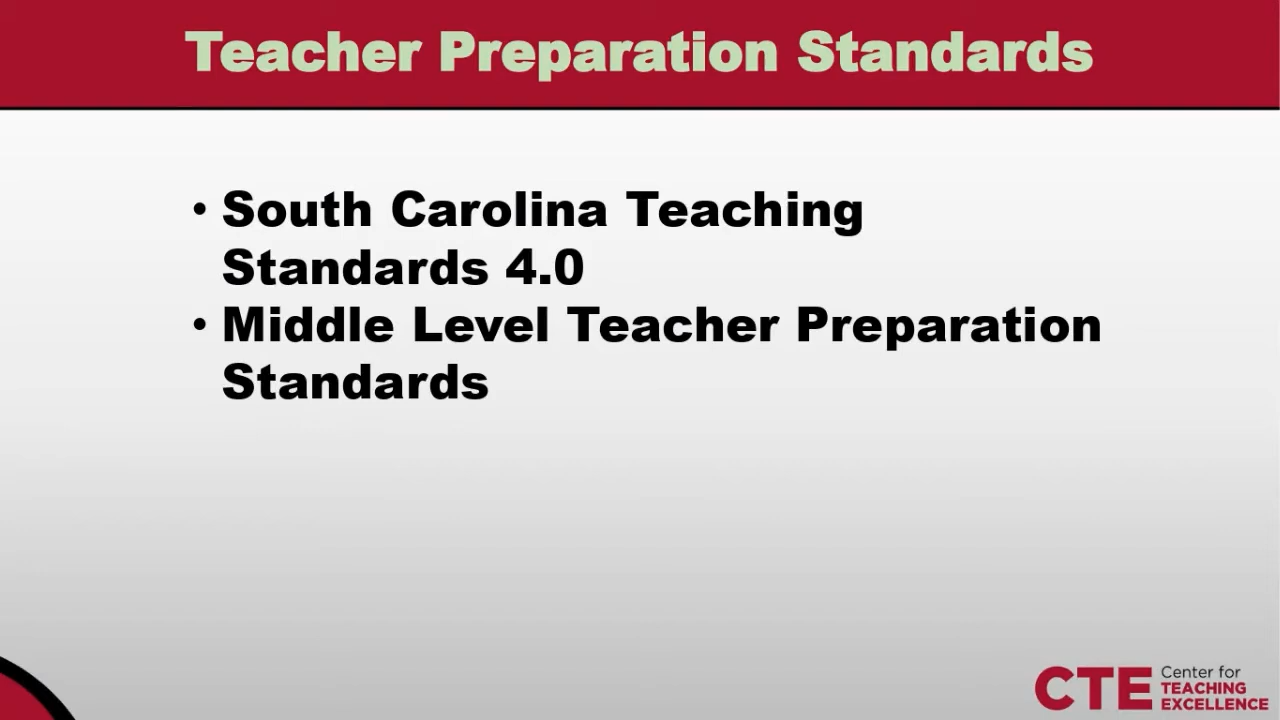 Teacher Preparation Standards
• South Carolina Teaching
Standards 4.0
• Middle Level Teacher Preparation
Standards
CTE Center for
TEACHING
EXCELLENCE